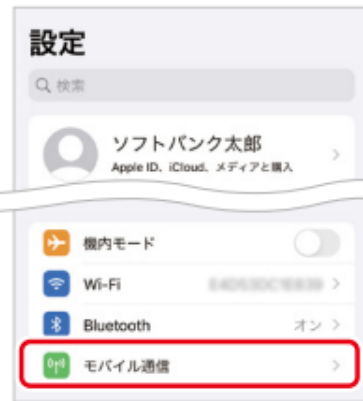 設定
検索
ソフトバンク太郎
Apple ID、iCloud、メディアと購入
機内モード
Wi-Fi
Bluetooth オン
モバイル通信